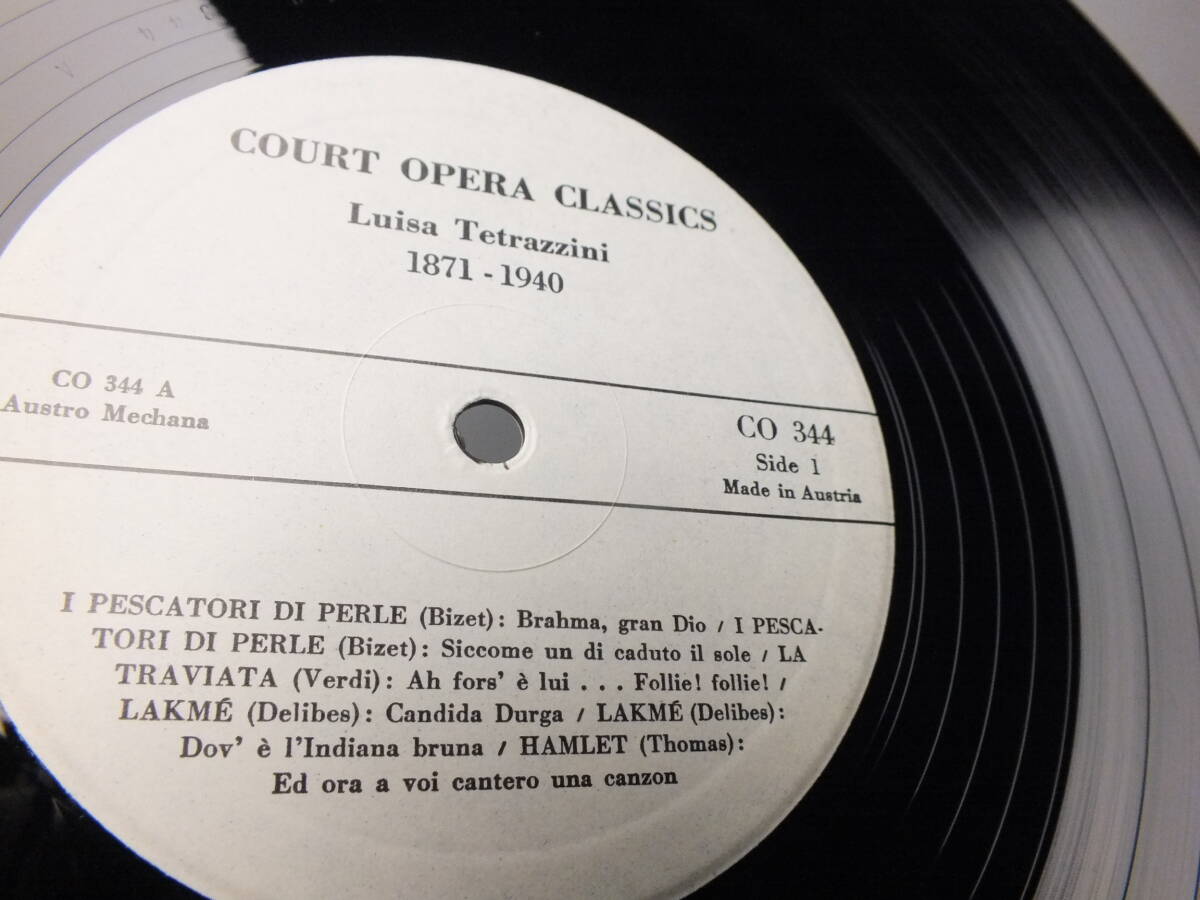 COURT OPERA CLASSICS
Luisa Tetrazzini
1871 - 1940
CO 344 A
Austro Mechana
CO 344
Side 1
Made in Austria
I PESCATORI DI PERLE (Bizet): Brahma, gran Dio / I PESCA-
TORI DI PERLE (Bizet): Siccome un di caduto il sole / LA
TRAVIATA (Verdi): Ah fors' è lui . . . Follie! follie! /
LAKMÉ (Delibes): Candida Durga / LAKMÉ (Delibes):
Dov' è l'Indiana bruna / HAMLET (Thomas):
Ed ora a voi cantero una canzon